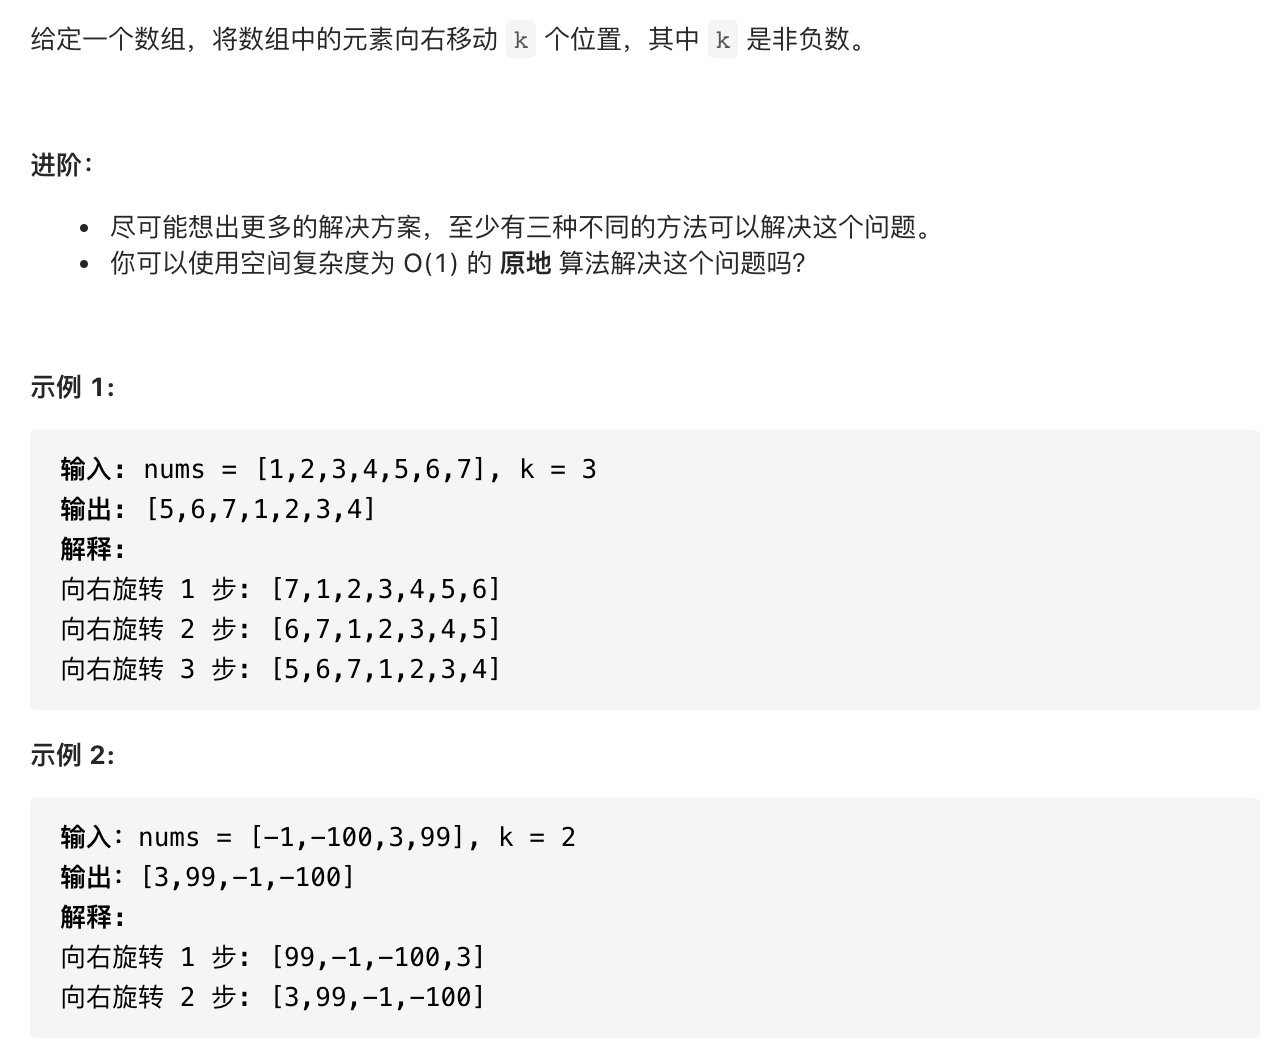 给定一个数组，将数组中的元素向右移动 k 个位置，其中 k 是非负数。
进阶：
• 尽可能想出更多的解决方案，至少有三种不同的方法可以解决这个问题。
• 你可以使用空间复杂度为 O(1) 的 原地 算法解决这个问题吗？
示例 1:
输入: nums = [1,2,3,4,5,6,7], k = 3
输出: [5,6,7,1,2,3,4]
解释:
向右旋转 1 步: [7,1,2,3,4,5,6]
向右旋转 2 步: [6,7,1,2,3,4,5]
向右旋转 3 步: [5,6,7,1,2,3,4]
示例 2:
输入：nums = [-1,-100,3,99], k = 2
输出：[3,99,-1,-100]
解释:
向右旋转 1 步: [99,-1,-100,3]
向右旋转 2 步: [3,99,-1,-100]